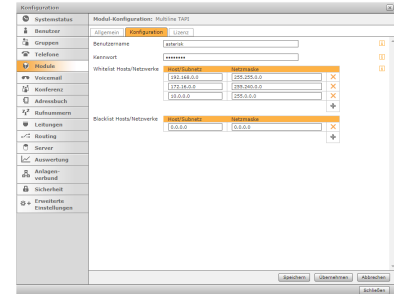 Konfiguration
Systemstatus
Benutzer
Gruppen
Telefone
Module
Voicemail
Konferenz
Adressbuch
Rufnummern
Leitungen
Routing
Server
Auswertung
Anlagen-
verbund
Sicherheit
Erweiterte
Einstellungen
Modul-Konfiguration: Multiline TAPI
Allgemein Konfiguration Lizenz
Benutzername asterisk
Kennwort ••••••••
Whitelist Hosts/Netzwerke Host/Subnetz Netzmaske
192.168.0.0 255.255.0.0
172.16.0.0 255.240.0.0
10.0.0.0 255.0.0.0
Blacklist Hosts/Netzwerke Host/Subnetz Netzmaske
0.0.0.0 0.0.0.0
Speichern Übernehmen Abbrechen
Schließen